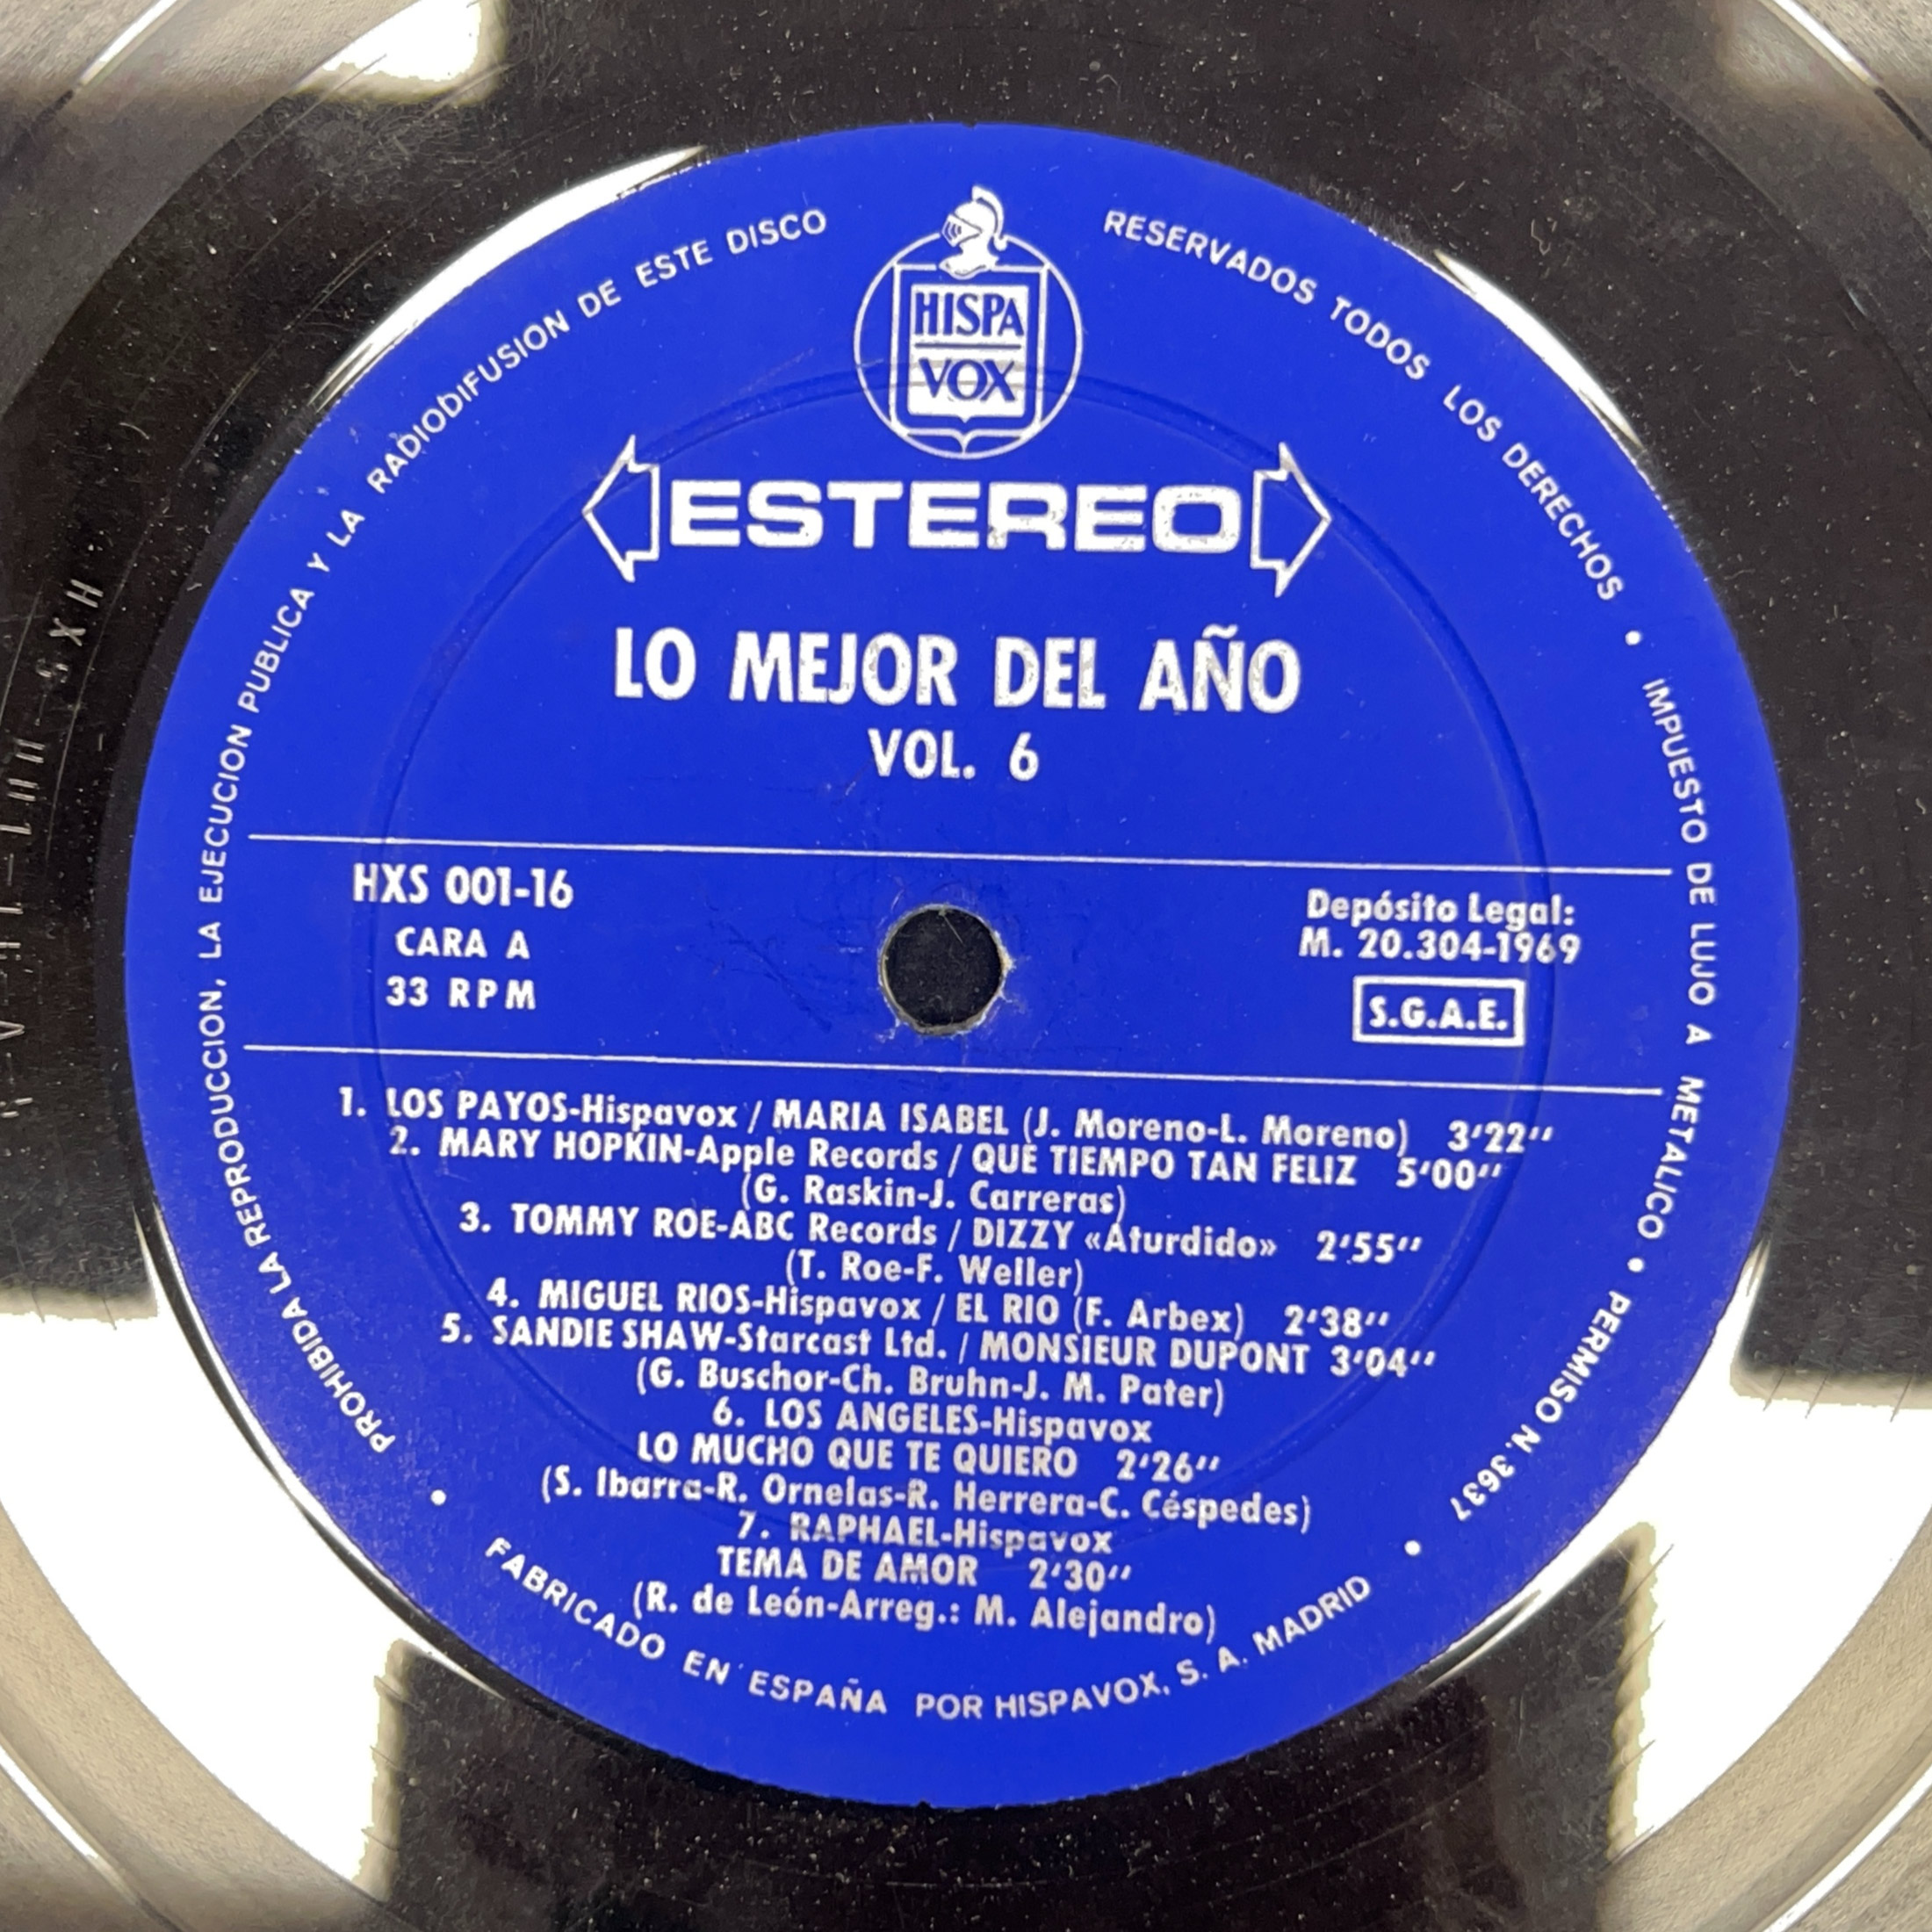 HISPA
VOX
ESTEREO
LO MEJOR DEL AÑO
VOL. 6
HXS 001-16
CARA A
33 RPM
Depósito Legal:
M. 20.304-1969
S.G.A.E.
1. LOS PAYOS-Hispavox / MARIA ISABEL (J. Moreno-L. Moreno) 3'22''
2. MARY HOPKIN-Apple Records / QUE TIEMPO TAN FELIZ 5'00''
(G. Raskin-J. Carreras)
3. TOMMY ROE-ABC Records / DIZZY «Aturdido» 2'55''
(T. Roe-F. Weller)
4. MIGUEL RIOS-Hispavox / EL RIO (F. Arbex) 2'38''
5. SANDIE SHAW-Starcast Ltd. / MONSIEUR DUPONT 3'04''
(G. Buschor-Ch. Bruhn-J. M. Pater)
6. LOS ANGELES-Hispavox
LO MUCHO QUE TE QUIERO 2'26''
(S. Ibarra-R. Ornelas-R. Herrera-C. Céspedes)
7. RAPHAEL-Hispavox
TEMA DE AMOR 2'30''
(R. de León-Arreg.: M. Alejandro)
PROHIBIDA LA REPRODUCCION, LA EJECUCION PUBLICA Y LA RADIODIFUSION DE ESTE DISCO
RESERVADOS TODOS LOS DERECHOS • IMPUESTO DE LUJO A METALICO • PERMISO N. 3637
• FABRICADO EN ESPAÑA POR HISPAVOX, S. A. MADRID •